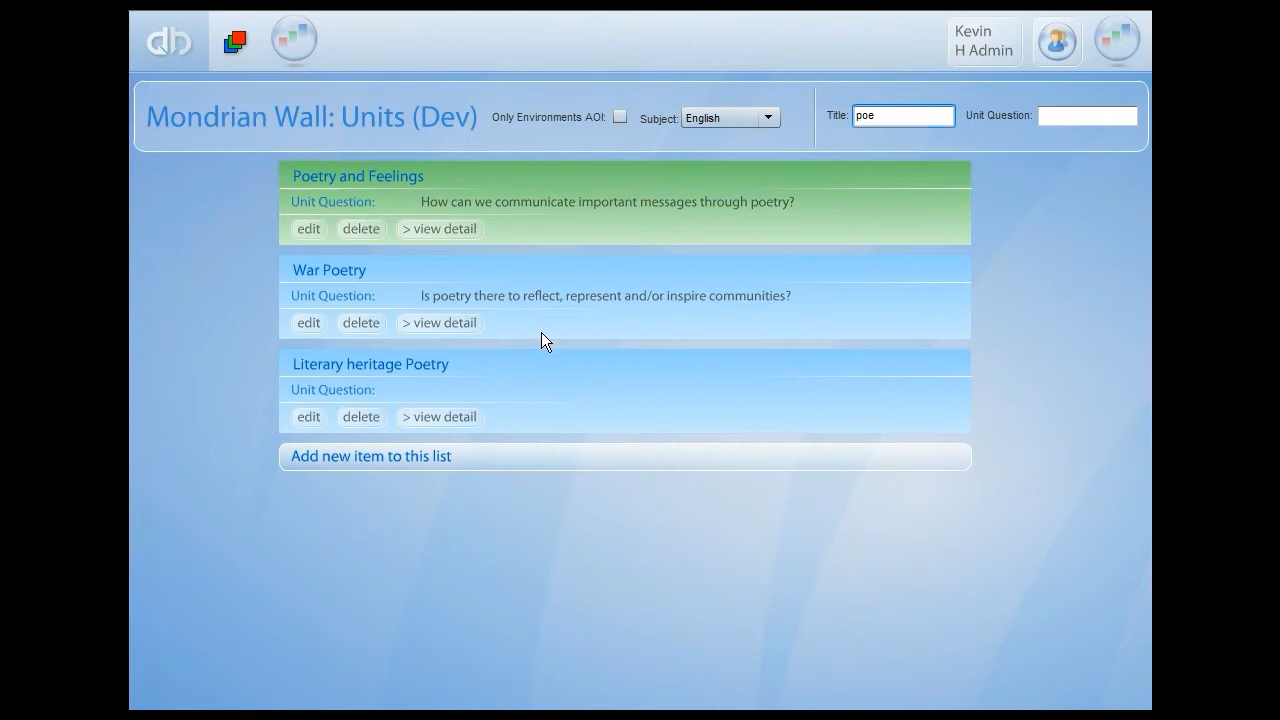 Kevin
H Admin
Mondrian Wall: Units (Dev)
Only Environments AOI:
Subject: English
Title: poe
Unit Question:
Poetry and Feelings
Unit Question: How can we communicate important messages through poetry?
edit delete > view detail
War Poetry
Unit Question: Is poetry there to reflect, represent and/or inspire communities?
edit delete > view detail
Literary heritage Poetry
Unit Question:
edit delete > view detail
Add new item to this list